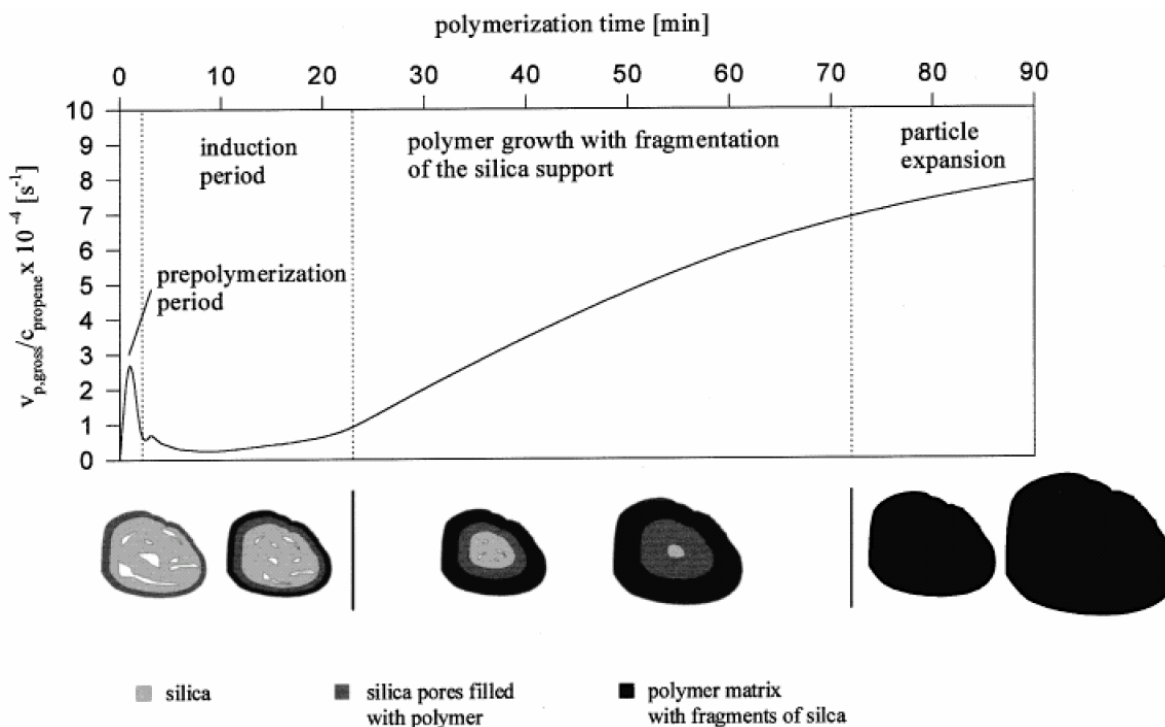 polymerization time [min]
0 10 20 30 40 50 60 70 80 90
10
9
8
7
6
5
4
3
2
1
0
v_p,gross/c_propene x 10^-4 [s^-1]
induction
period
polymer growth with fragmentation
of the silica support
particle
expansion
prepolymerization
period
silica
silica pores filled
with polymer
polymer matrix
with fragments of silca